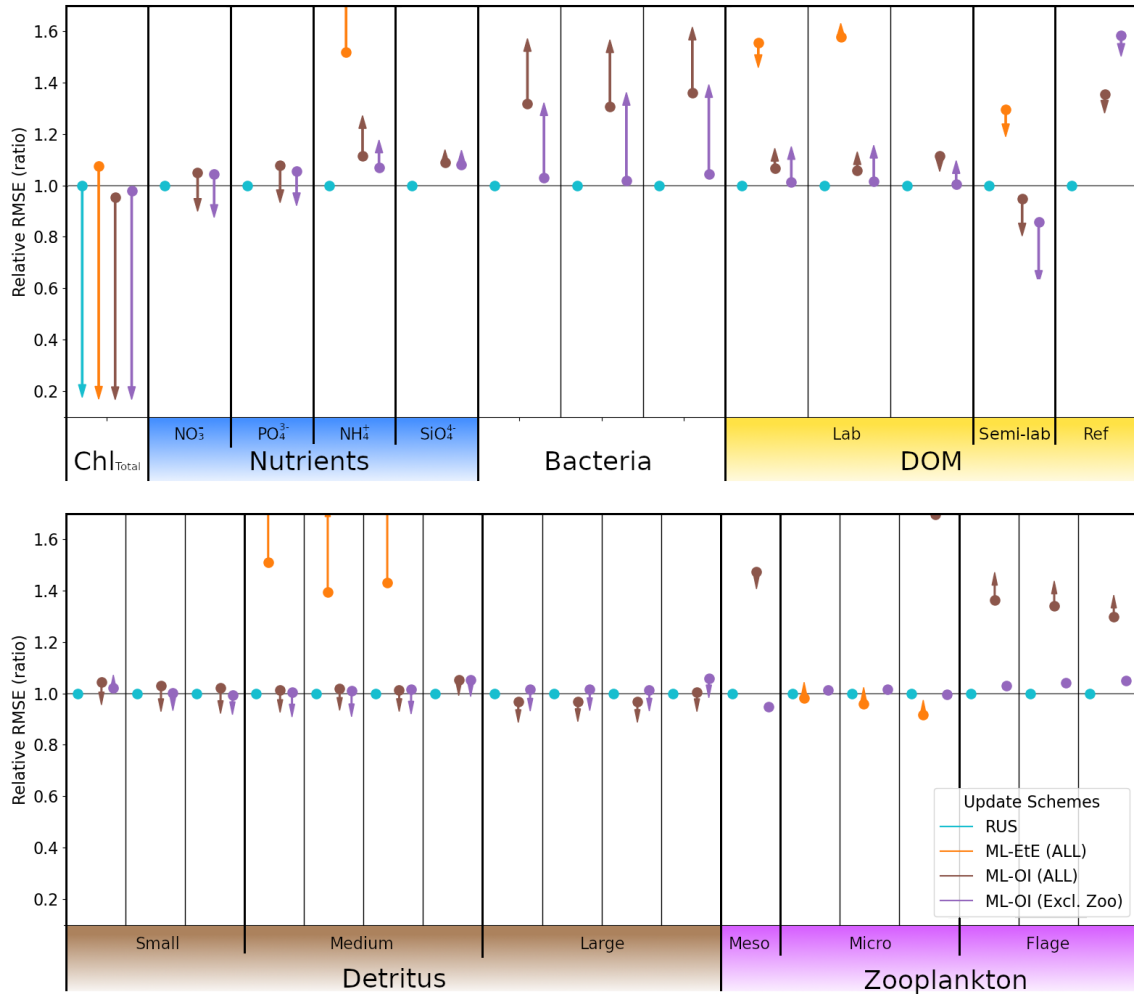 Relative RMSE (ratio)
1.6
1.4
1.2
1.0
0.8
0.6
0.4
0.2
NO₃⁻ PO₄³⁻ NH₄⁺ SiO₄⁴⁻ Lab Semi-lab Ref
Chl Total Nutrients Bacteria DOM
Relative RMSE (ratio)
1.6
1.4
1.2
1.0
0.8
0.6
0.4
0.2
Update Schemes
RUS
ML-EtE (ALL)
ML-OI (ALL)
ML-OI (Excl. Zoo)
Small Medium Large Meso Micro Flage
Detritus Zooplankton